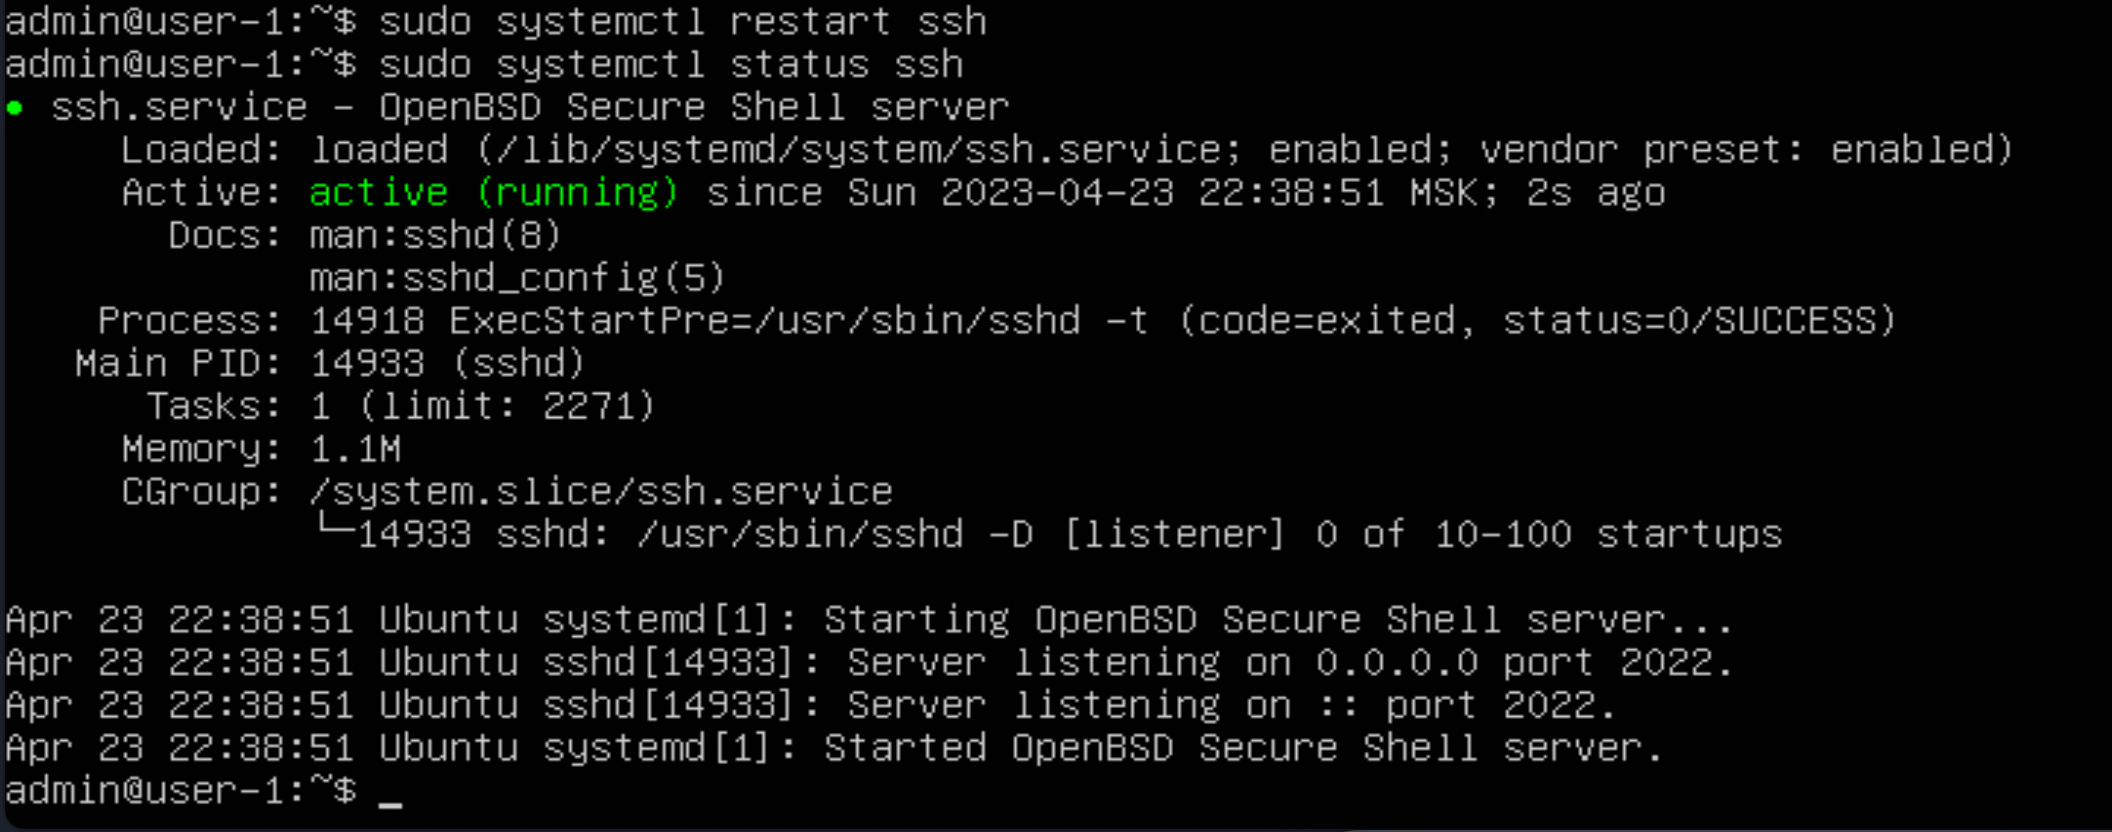 admin@user-1:~$ sudo systemctl restart ssh
admin@user-1:~$ sudo systemctl status ssh
● ssh.service - OpenBSD Secure Shell server
     Loaded: loaded (/lib/systemd/system/ssh.service; enabled; vendor preset: enabled)
     Active: active (running) since Sun 2023-04-23 22:38:51 MSK; 2s ago
       Docs: man:sshd(8)
             man:sshd_config(5)
    Process: 14918 ExecStartPre=/usr/sbin/sshd -t (code=exited, status=0/SUCCESS)
   Main PID: 14933 (sshd)
      Tasks: 1 (limit: 2271)
     Memory: 1.1M
     CGroup: /system.slice/ssh.service
             └─14933 sshd: /usr/sbin/sshd -D [listener] 0 of 10-100 startups
Apr 23 22:38:51 Ubuntu systemd[1]: Starting OpenBSD Secure Shell server...
Apr 23 22:38:51 Ubuntu sshd[14933]: Server listening on 0.0.0.0 port 2022.
Apr 23 22:38:51 Ubuntu sshd[14933]: Server listening on :: port 2022.
Apr 23 22:38:51 Ubuntu systemd[1]: Started OpenBSD Secure Shell server.
admin@user-1:~$ _